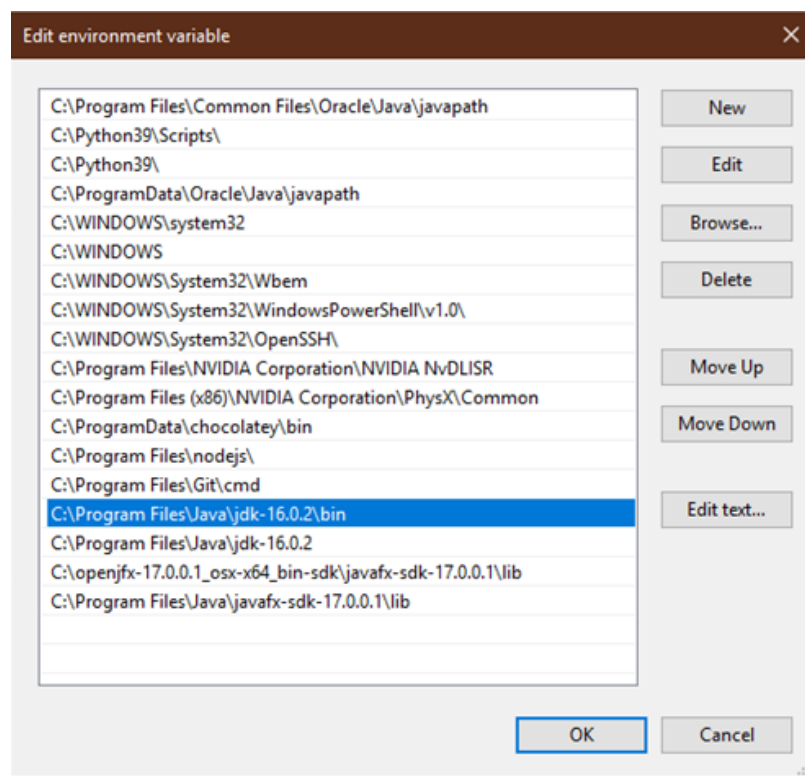 Edit environment variable
C:\Program Files\Common Files\Oracle\Java\javapath
C:\Python39\Scripts\
C:\Python39\
C:\ProgramData\Oracle\Java\javapath
C:\WINDOWS\system32
C:\WINDOWS
C:\WINDOWS\System32\Wbem
C:\WINDOWS\System32\WindowsPowerShell\v1.0\
C:\WINDOWS\System32\OpenSSH\
C:\Program Files\NVIDIA Corporation\NVIDIA NvDLISR
C:\Program Files (x86)\NVIDIA Corporation\PhysX\Common
C:\ProgramData\chocolatey\bin
C:\Program Files\nodejs\
C:\Program Files\Git\cmd
C:\Program Files\Java\jdk-16.0.2\bin
C:\Program Files\Java\jdk-16.0.2
C:\openjfx-17.0.0.1_osx-x64_bin-sdk\javafx-sdk-17.0.0.1\lib
C:\Program Files\Java\javafx-sdk-17.0.0.1\lib
New
Edit
Browse...
Delete
Move Up
Move Down
Edit text...
OK
Cancel